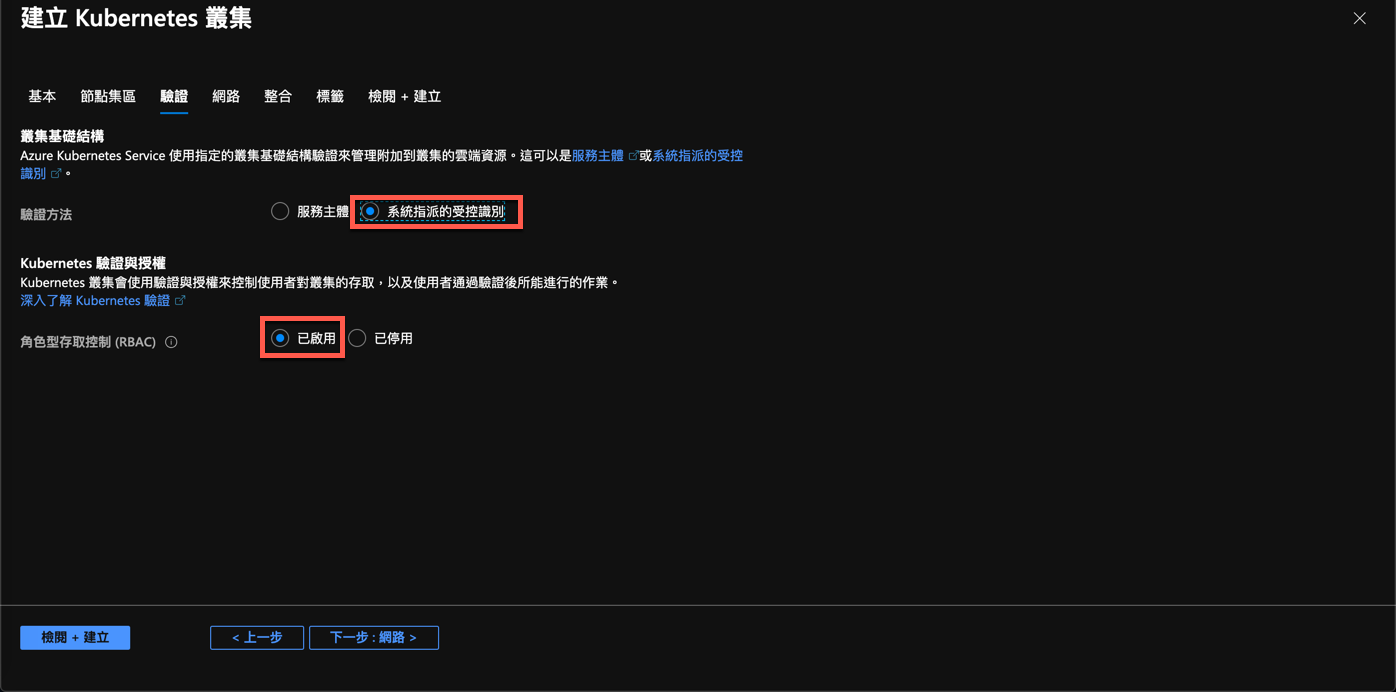 建立 Kubernetes 叢集
基本 節點集區 驗證 網路 整合 標籤 檢閱 + 建立
叢集基礎結構
Azure Kubernetes Service 使用指定的叢集基礎結構驗證來管理附加到叢集的雲端資源。這可以是服務主體 或系統指派的受控
識別 。
驗證方法 服務主體 系統指派的受控識別
Kubernetes 驗證與授權
Kubernetes 叢集會使用驗證與授權來控制使用者對叢集的存取，以及使用者通過驗證後所能進行的作業。
深入了解 Kubernetes 驗證
角色型存取控制 (RBAC) 已啟用 已停用
檢閱 + 建立 < 上一步 下一步 : 網路 >